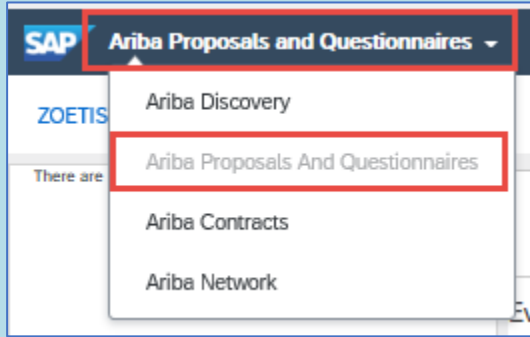 SAP Ariba Proposals and Questionnaires
ZOETIS
Ariba Discovery
There are
Ariba Proposals And Questionnaires
Ariba Contracts
Ariba Network